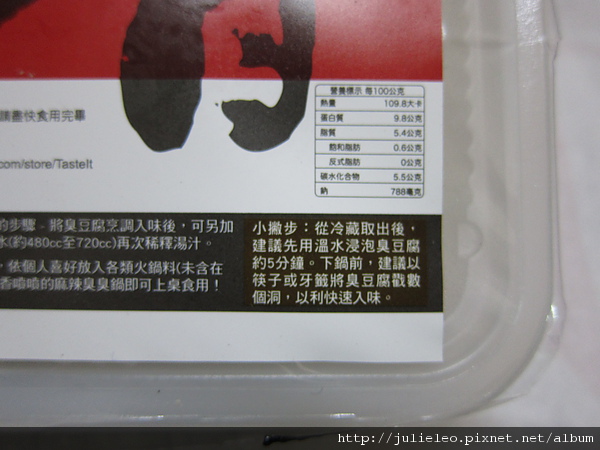 營養標示 每100公克
熱量 109.8大卡
蛋白質 9.8公克
脂質 5.4公克
飽和脂肪 0.6公克
反式脂肪 0公克
碳水化合物 5.5公克
鈉 788毫克
請盡快食用完畢
com/store/TasteIt
的步驟 - 將臭豆腐烹調入味後，可另加
水(約480cc至720cc)再次稀釋湯汁。
，依個人喜好放入各類火鍋料(未含在
香噴噴的麻辣臭臭鍋即可上桌食用！
小撇步：從冷藏取出後，
建議先用溫水浸泡臭豆腐
約5分鐘。下鍋前，建議以
筷子或牙籤將臭豆腐戳數
個洞，以利快速入味。
http://julieleo.pixnet.net/album